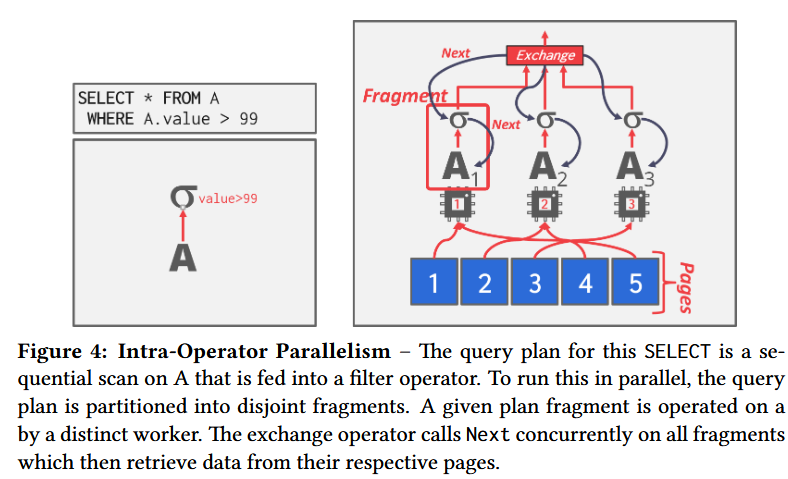 SELECT * FROM A
WHERE A.value > 99
σ value>99
A
Next
Exchange
Fragment
σ
Next
σ
σ
A1
A2
A3
1
2
3
1
2
3
4
5
Pages
Figure 4: Intra-Operator Parallelism – The query plan for this SELECT is a se-
quential scan on A that is fed into a filter operator. To run this in parallel, the query
plan is partitioned into disjoint fragments. A given plan fragment is operated on a
by a distinct worker. The exchange operator calls Next concurrently on all fragments
which then retrieve data from their respective pages.